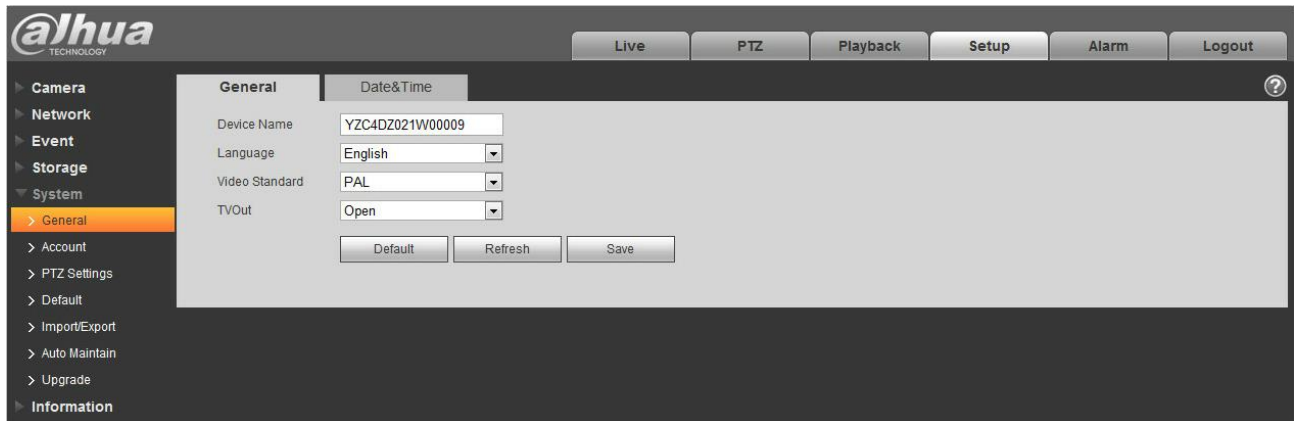 alhua
TECHNOLOGY
Live PTZ Playback Setup Alarm Logout
Camera
Network
Event
Storage
System
> General
> Account
> PTZ Settings
> Default
> Import/Export
> Auto Maintain
> Upgrade
Information
General Date&Time ?
Device Name YZC4DZ021W00009
Language English
Video Standard PAL
TVOut Open
Default Refresh Save